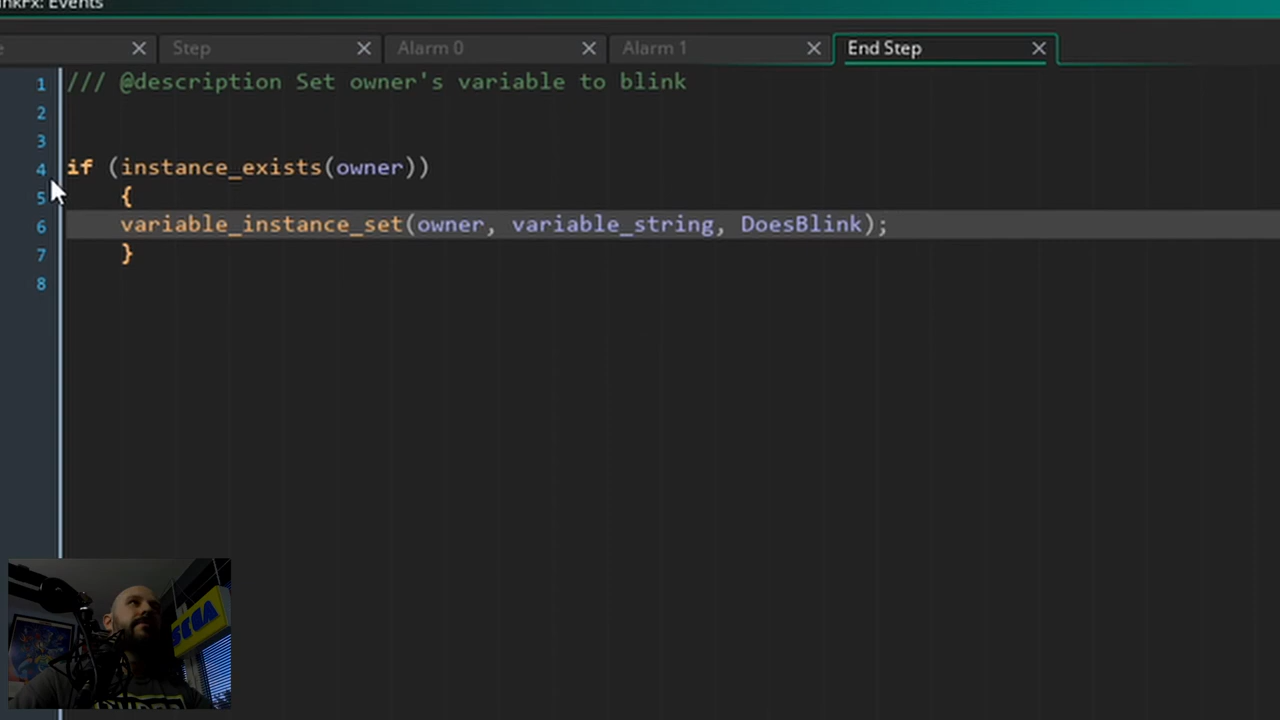 nkFx: Events
e
Step
Alarm 0
Alarm 1
End Step
1 /// @description Set owner's variable to blink
2
3
4 if (instance_exists(owner))
5 {
6 variable_instance_set(owner, variable_string, DoesBlink);
7 }
8
SEGA